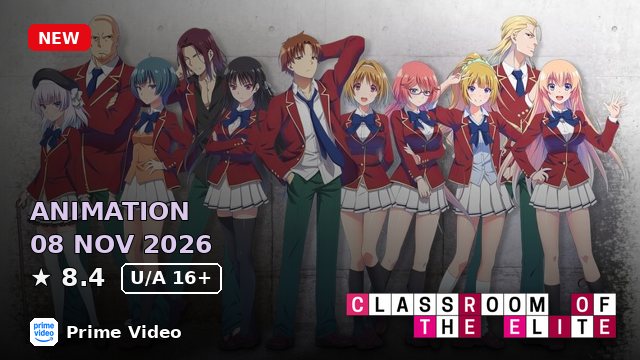 NEW
ANIMATION
08 NOV 2026
★ 8.4 U/A 16+
prime video
Prime Video
CLASSROOM OF
THE ELITE